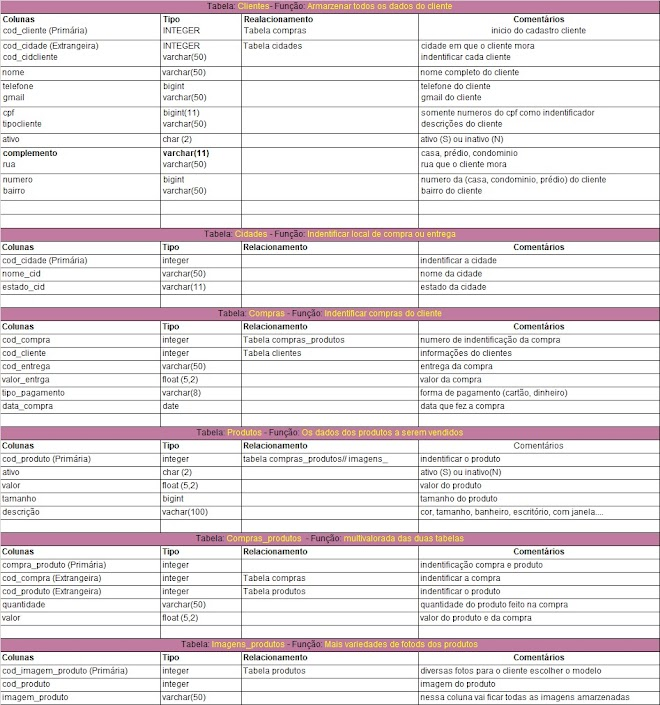 Tabela: Clientes- Função: Armarzenar todos os dados do cliente
Colunas Tipo Realacionamento Comentários
cod_cliente (Primária) INTEGER Tabela compras inicio do cadastro cliente
cod_cidade (Extrangeira) INTEGER Tabela cidades cidade em que o cliente mora
cod_cidcliente varchar(50) indentificar cada cliente
nome varchar(50) nome completo do cliente
telefone bigint telefone do cliente
gmail varchar(50) gmail do cliente
cpf bigint(11) somente numeros do cpf como indentificador
tipocliente varchar(50) descrições do cliente
ativo char (2) ativo (S) ou inativo (N)
complemento varchar(11) casa, prédio, condominio
rua varchar(50) rua que o cliente mora
numero bigint numero da (casa, condominio, prédio) do cliente
bairro varchar(50) bairro do cliente
Tabela: Cidades - Função: Indentificar local de compra ou entrega
Colunas Tipo Relacionamento Comentários
cod_cidade (Primária) integer indentificar a cidade
nome_cid varchar(50) nome da cidade
estado_cid varchar(11) estado da cidade
Tabela: Compras - Função: Indentificar compras do cliente
Colunas Tipo Relacionamento Comentários
cod_compra integer Tabela compras_produtos numero de indentificação da compra
cod_cliente integer Tabela clientes informações do clientes
cod_entrega varchar(50) entrega da compra
valor_entrga float (5,2) valor da compra
tipo_pagamento varchar(8) forma de pagamento (cartão, dinheiro)
data_compra date data que fez a compra
Tabela: Produtos - Função: Os dados dos produtos a serem vendidos
Colunas Tipo Relacionamento Comentários
cod_produto (Primária) integer tabela compras_produtos// imagens_ indentificar o produto
ativo char (2) ativo (S) ou inativo(N)
valor float (5,2) valor do produto
tamanho bigint tamanho do produto
descrição vachar(100) cor, tamanho, banheiro, escritório, com janela....
Tabela: Compras_produtos - Função: multivalorada das duas tabelas
Colunas Tipo Relacionamento Comentários
compra_produto (Primária) integer indentificação compra e produto
cod_compra (Extrangeira) integer Tabela compras indentificar a compra
cod_produto (Extrangeira) integer Tabela produtos indentificar o produto
quantidade varchar(50) quantidade do produto feito na compra
valor float (5,2) valor do produto e da compra
Tabela: Imagens_produtos - Função: Mais variedades de fotods dos produtos
Colunas Tipo Relacionamento Comentários
cod_imagem_produto (Primária) integer Tabela produtos diversas fotos para o cliente escolher o modelo
cod_produto integer imagem do produto
imagem_produto varchar(50) nessa coluna vai ficar todas as imagens amarzenadas